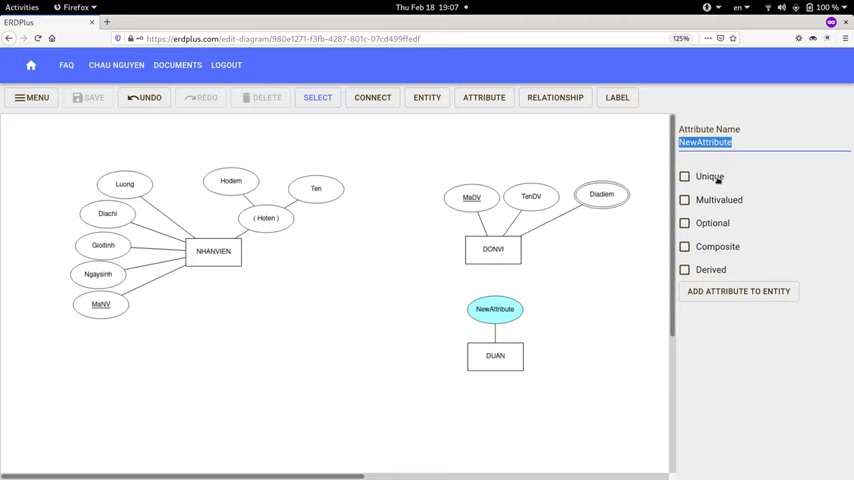 Activities
Firefox
Thu Feb 18 19:07
en
100 %
ERDPlus
https://erdplus.com/edit-diagram/980e1271-f3fb-4287-801c-07cd499ffedf
125%
FAQ
CHAU NGUYEN
DOCUMENTS
LOGOUT
MENU
SAVE
UNDO
REDO
DELETE
SELECT
CONNECT
ENTITY
ATTRIBUTE
RELATIONSHIP
LABEL
Attribute Name
NewAttribute
Unique
Multivalued
Optional
Composite
Derived
ADD ATTRIBUTE TO ENTITY
Luong
Hodem
Ten
Diachi
( Hoten )
Gioitinh
NHANVIEN
Ngaysinh
MaNV
MaDV
TenDV
Diadiem
DONVI
NewAttribute
DUAN